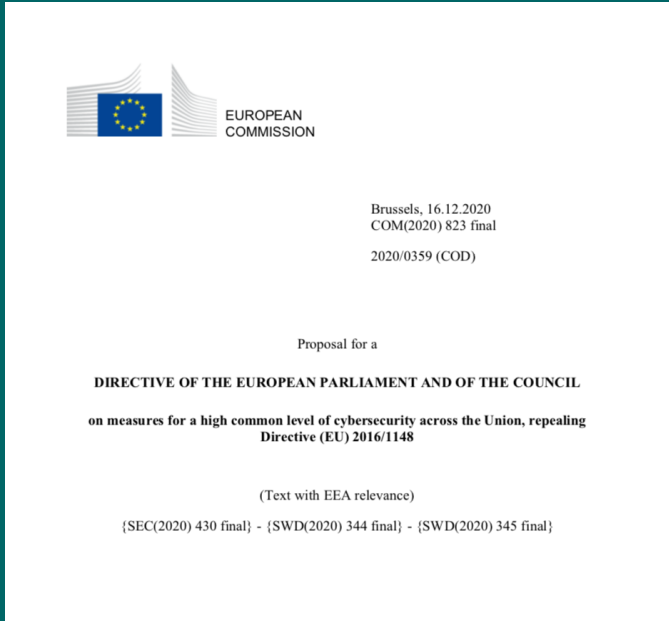 EUROPEAN
COMMISSION
Brussels, 16.12.2020
COM(2020) 823 final
2020/0359 (COD)
Proposal for a
DIRECTIVE OF THE EUROPEAN PARLIAMENT AND OF THE COUNCIL
on measures for a high common level of cybersecurity across the Union, repealing
Directive (EU) 2016/1148
(Text with EEA relevance)
{SEC(2020) 430 final} - {SWD(2020) 344 final} - {SWD(2020) 345 final}